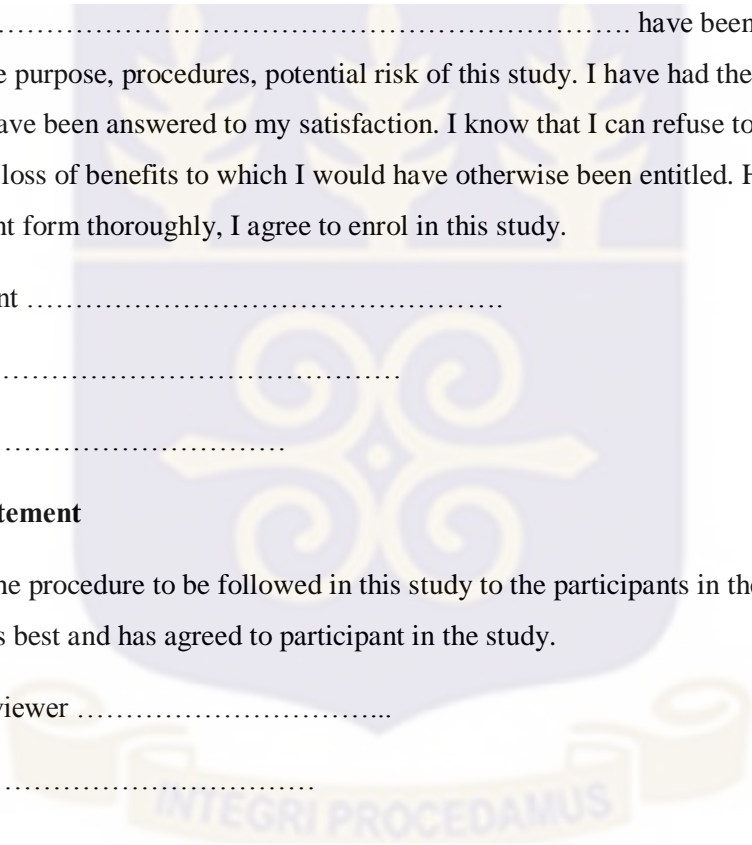 …………………………………………………………. have been
e purpose, procedures, potential risk of this study. I have had the
ave been answered to my satisfaction. I know that I can refuse to
loss of benefits to which I would have otherwise been entitled. H
nt form thoroughly, I agree to enrol in this study.
nt ………………………………………….
…………………………………
………………………
tement
he procedure to be followed in this study to the participants in the
s best and has agreed to participant in the study.
viewer …………………………...
…………………………
INTEGRI PROCEDAMUS